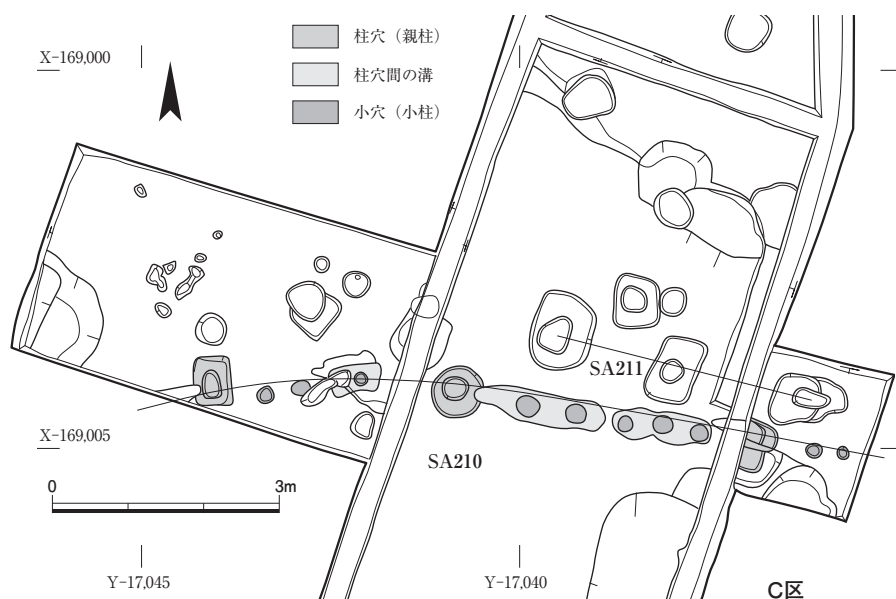 X-169,000
柱穴（親柱）
柱穴間の溝
小穴（小柱）
SA211
X-169,005
SA210
0
3m
Y-17,045
Y-17,040
C区